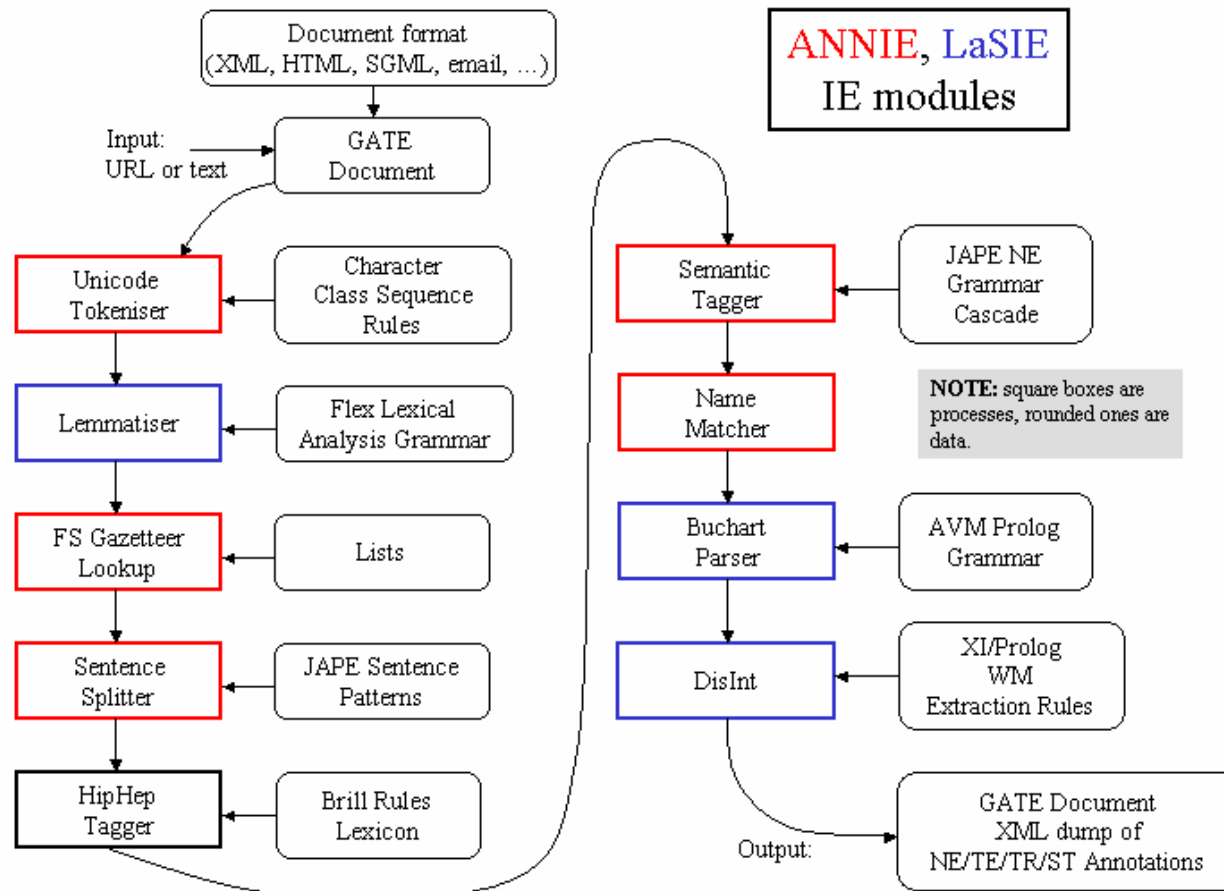 Document format
(XML, HTML, SGML, email, ...)
ANNIE, LaSIE
IE modules
Input:
URL or text
GATE
Document
Unicode
Tokeniser
Character
Class Sequence
Rules
Lemmatiser
Flex Lexical
Analysis Grammar
FS Gazetteer
Lookup
Lists
Sentence
Splitter
JAPE Sentence
Patterns
HipHep
Tagger
Brill Rules
Lexicon
Semantic
Tagger
JAPE NE
Grammar
Cascade
Name
Matcher
NOTE: square boxes are
processes, rounded ones are
data.
Buchart
Parser
AVM Prolog
Grammar
DisInt
XI/Prolog
WM
Extraction Rules
Output:
GATE Document
XML dump of
NE/TE/TR/ST Annotations